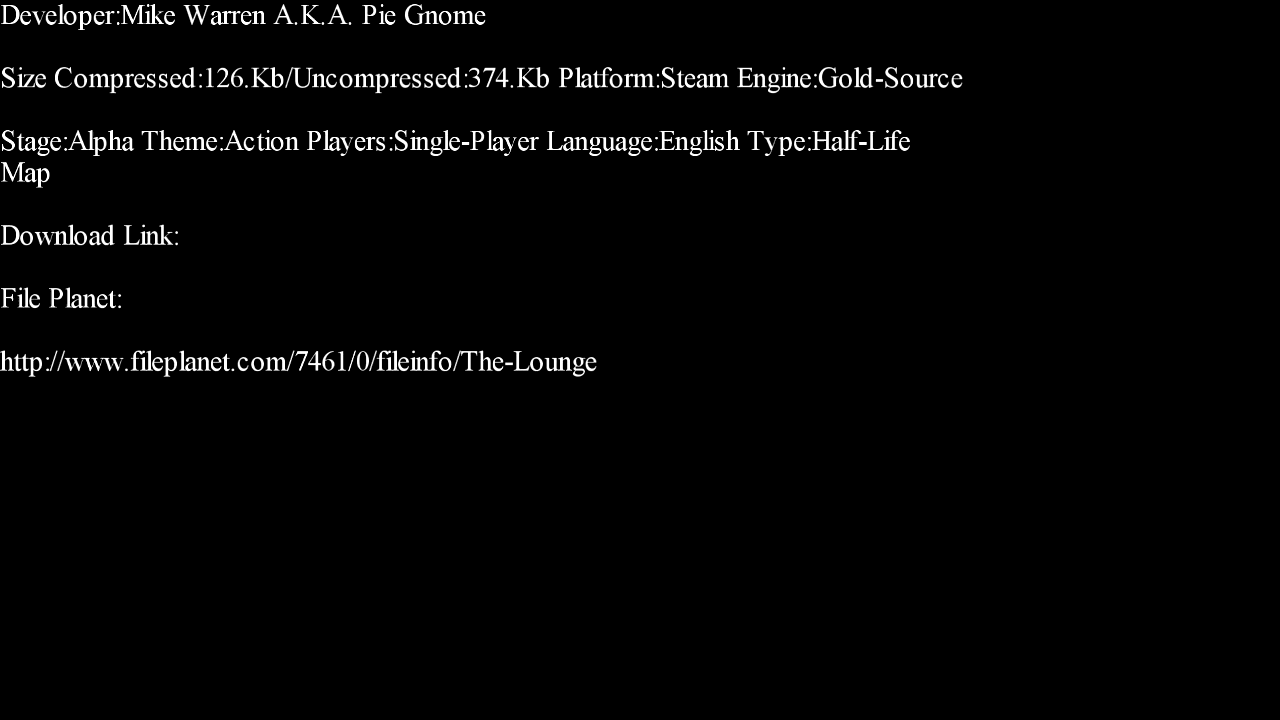 Developer:Mike Warren A.K.A. Pie Gnome
Size Compressed:126.Kb/Uncompressed:374.Kb Platform:Steam Engine:Gold-Source
Stage:Alpha Theme:Action Players:Single-Player Language:English Type:Half-Life
Map
Download Link:
File Planet:
http://www.fileplanet.com/7461/0/fileinfo/The-Lounge